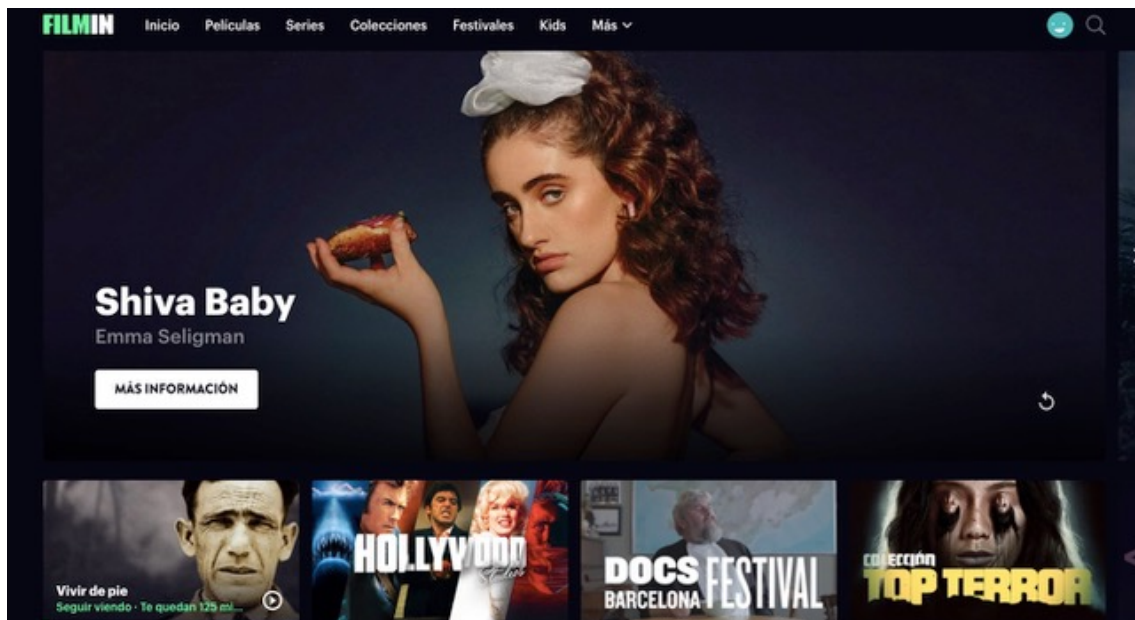 FILMIN
Inicio Películas Series Colecciones Festivales Kids Más
Shiva Baby
Emma Seligman
MÁS INFORMACIÓN
Vivir de pie
Seguir viendo · Te quedan 125 mi...
HOLLYWOOD
DOCS
BARCELONA
FESTIVAL
COLECCIÓN
TOP TERROR